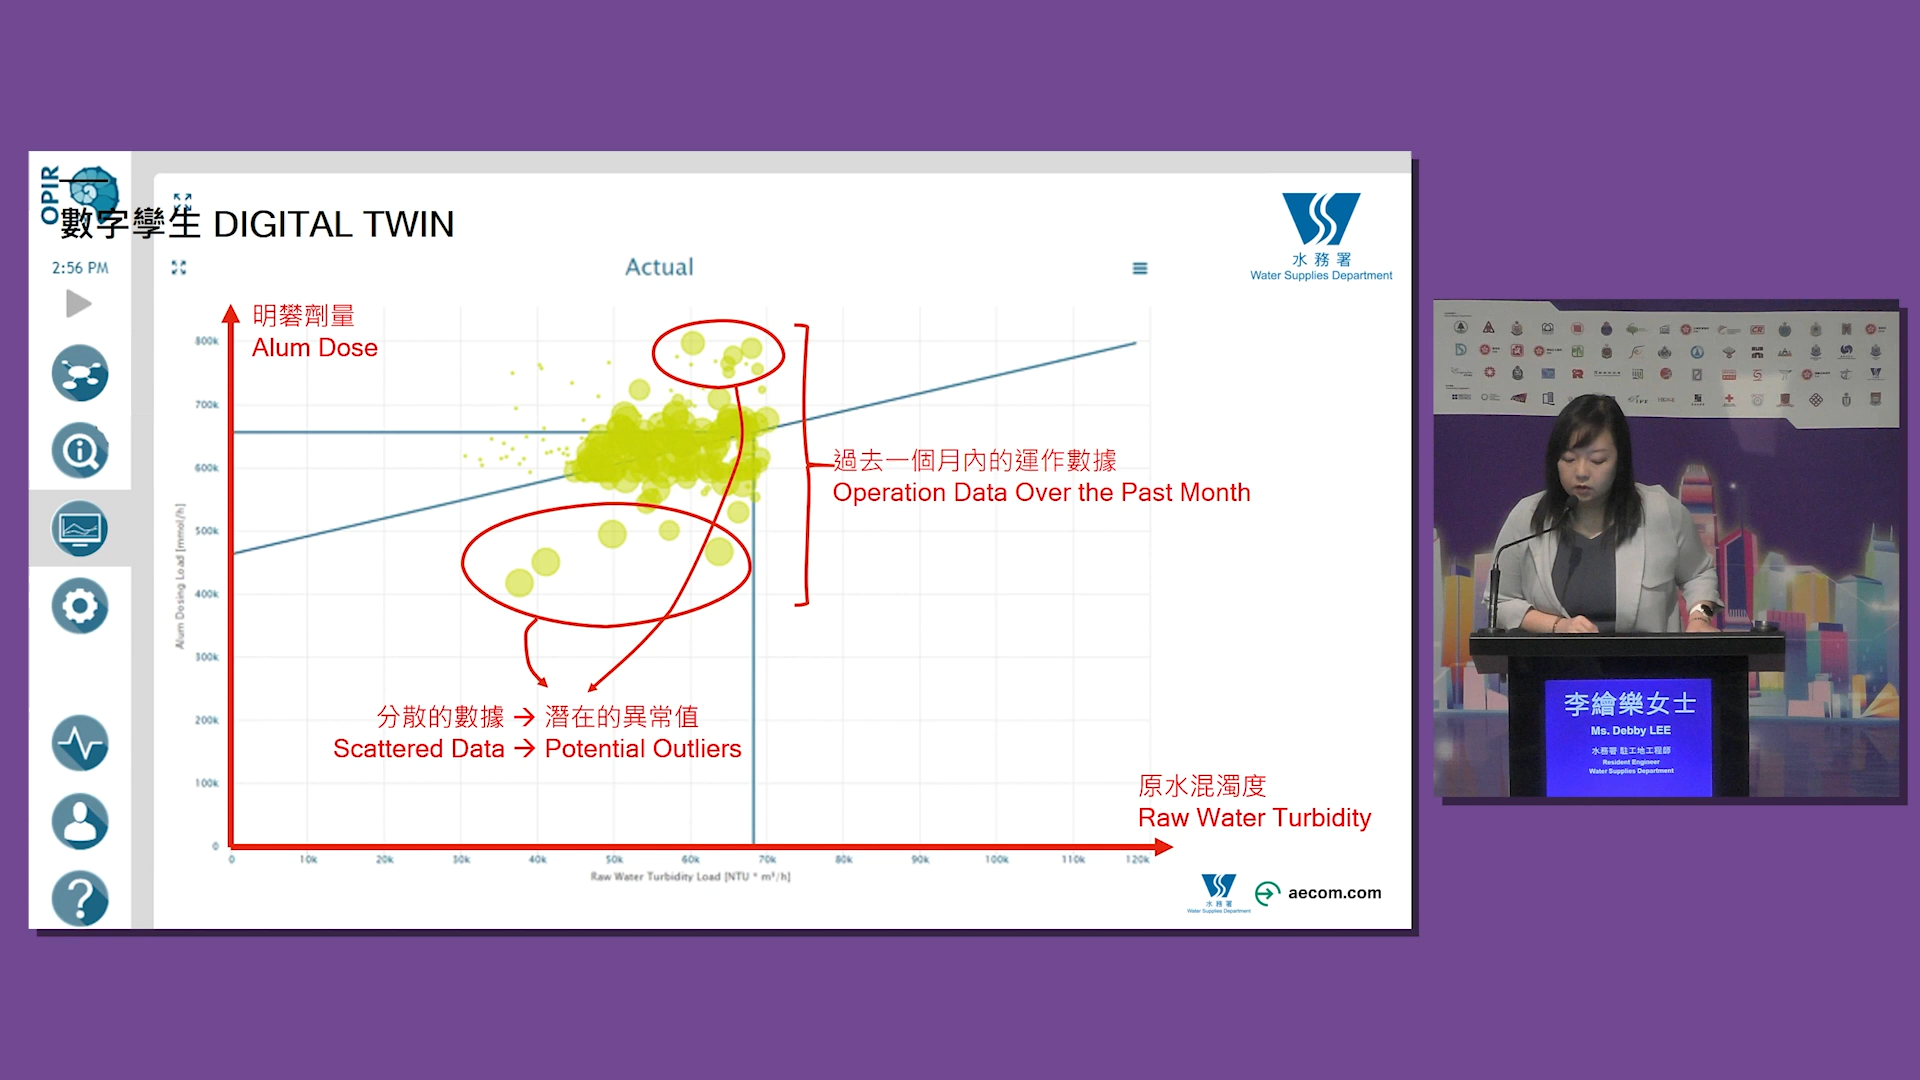 OPIR
數字孿生 DIGITAL TWIN
2:56 PM
Actual
水務署
Water Supplies Department
明礬劑量
Alum Dose
800k
700k
600k
500k
400k
300k
200k
100k
0
Alum Dosing Load [mmol/h]
過去一個月內的運作數據
Operation Data Over the Past Month
分散的數據 → 潛在的異常值
Scattered Data → Potential Outliers
原水混濁度
Raw Water Turbidity
0 10k 20k 30k 40k 50k 60k 70k 80k 90k 100k 110k 120k
Raw Water Turbidity Load [NTU * m³/h]
水務署
Water Supplies Department
aecom.com
李繪樂女士
Ms. Debby LEE
水務署 駐工地工程師
Resident Engineer
Water Supplies Department